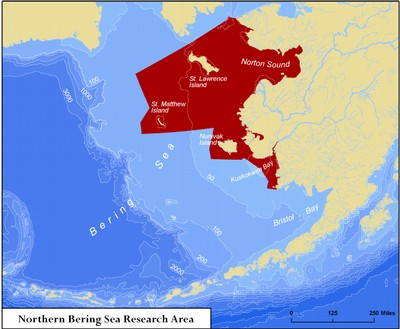 100
3000
Norton Sound
St. Lawrence
Island
St. Matthew
Island
Nunivak
Island
Kuskokwim Bay
50
Bering Sea
Bristol Bay
100
200
2000
Northern Bering Sea Research Area
0 125 250 Miles